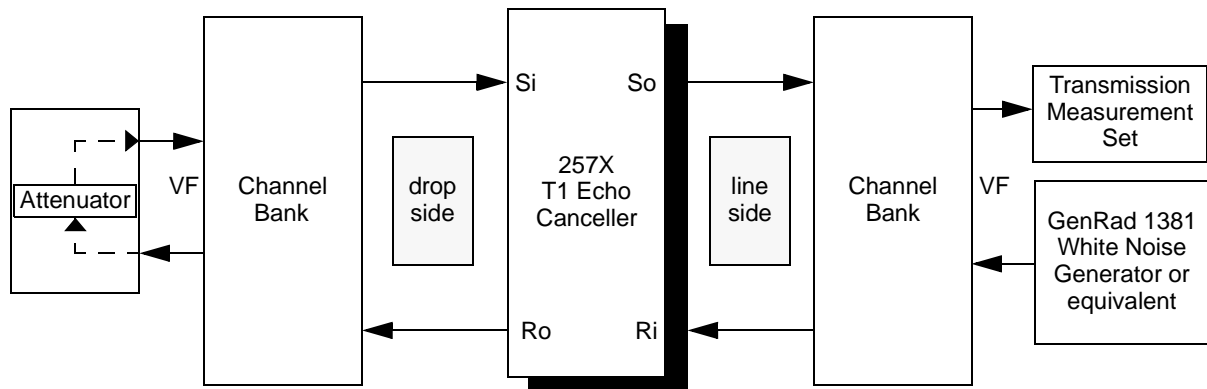 Attenuator
VF
Channel
Bank
drop
side
Si
So
257X
T1 Echo
Canceller
Ro
Ri
line
side
Channel
Bank
VF
Transmission
Measurement
Set
GenRad 1381
White Noise
Generator or
equivalent